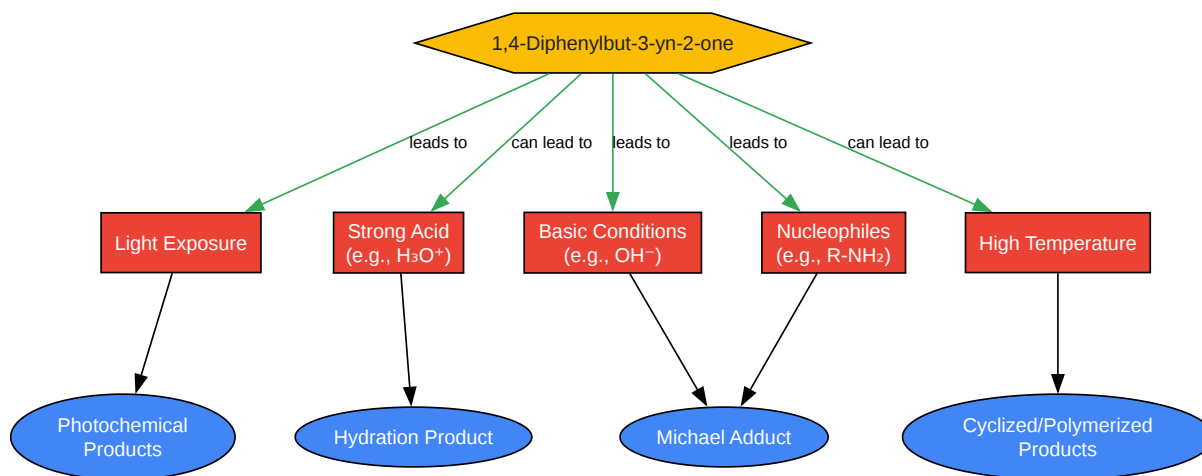 1,4-Diphenylbut-3-yn-2-one
leads to
can lead to
leads to
leads to
can lead to
Light Exposure
Strong Acid
(e.g., H₃O⁺)
Basic Conditions
(e.g., OH⁻)
Nucleophiles
(e.g., R-NH₂)
High Temperature
Photochemical
Products
Hydration Product
Michael Adduct
Cyclized/Polymerized
Products